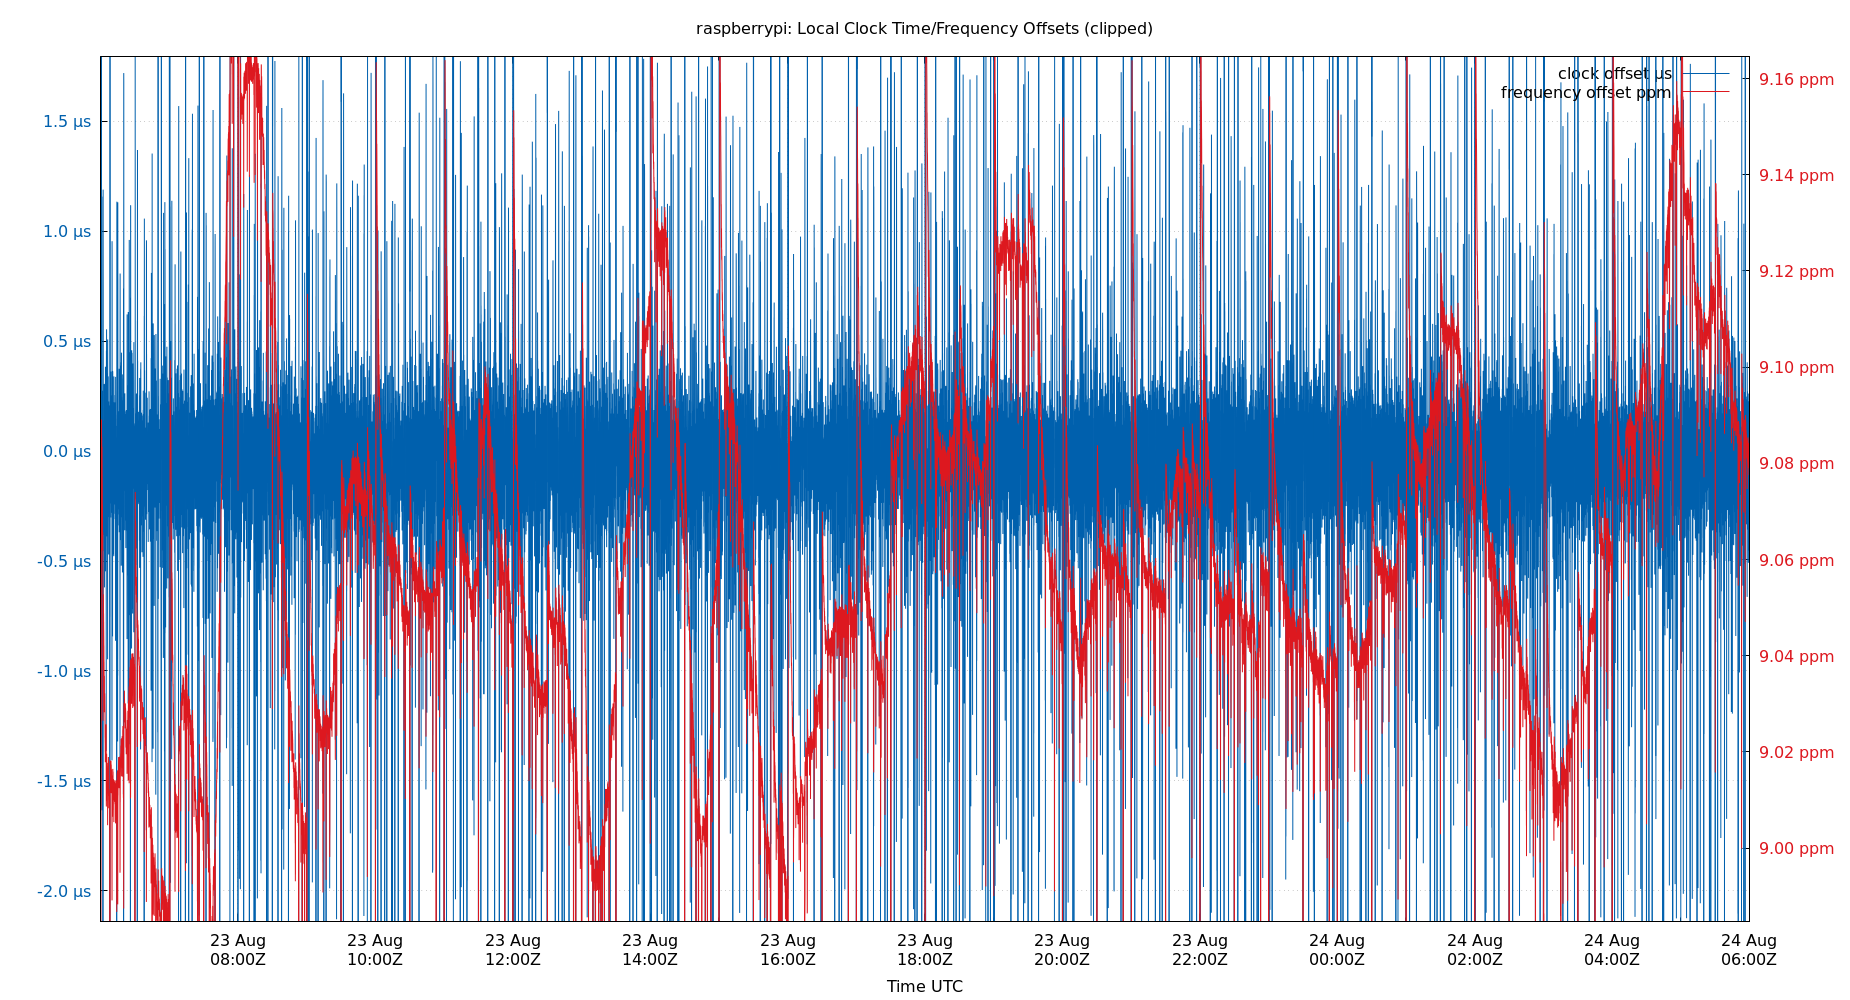 raspberrypi: Local Clock Time/Frequency Offsets (clipped)
clock offset µs
frequency offset ppm
1.5 µs
1.0 µs
0.5 µs
0.0 µs
-0.5 µs
-1.0 µs
-1.5 µs
-2.0 µs
9.16 ppm
9.14 ppm
9.12 ppm
9.10 ppm
9.08 ppm
9.06 ppm
9.04 ppm
9.02 ppm
9.00 ppm
23 Aug 23 Aug 23 Aug 23 Aug 23 Aug 23 Aug 23 Aug 23 Aug 24 Aug 24 Aug 24 Aug 24 Aug
08:00Z 10:00Z 12:00Z 14:00Z 16:00Z 18:00Z 20:00Z 22:00Z 00:00Z 02:00Z 04:00Z 06:00Z
Time UTC